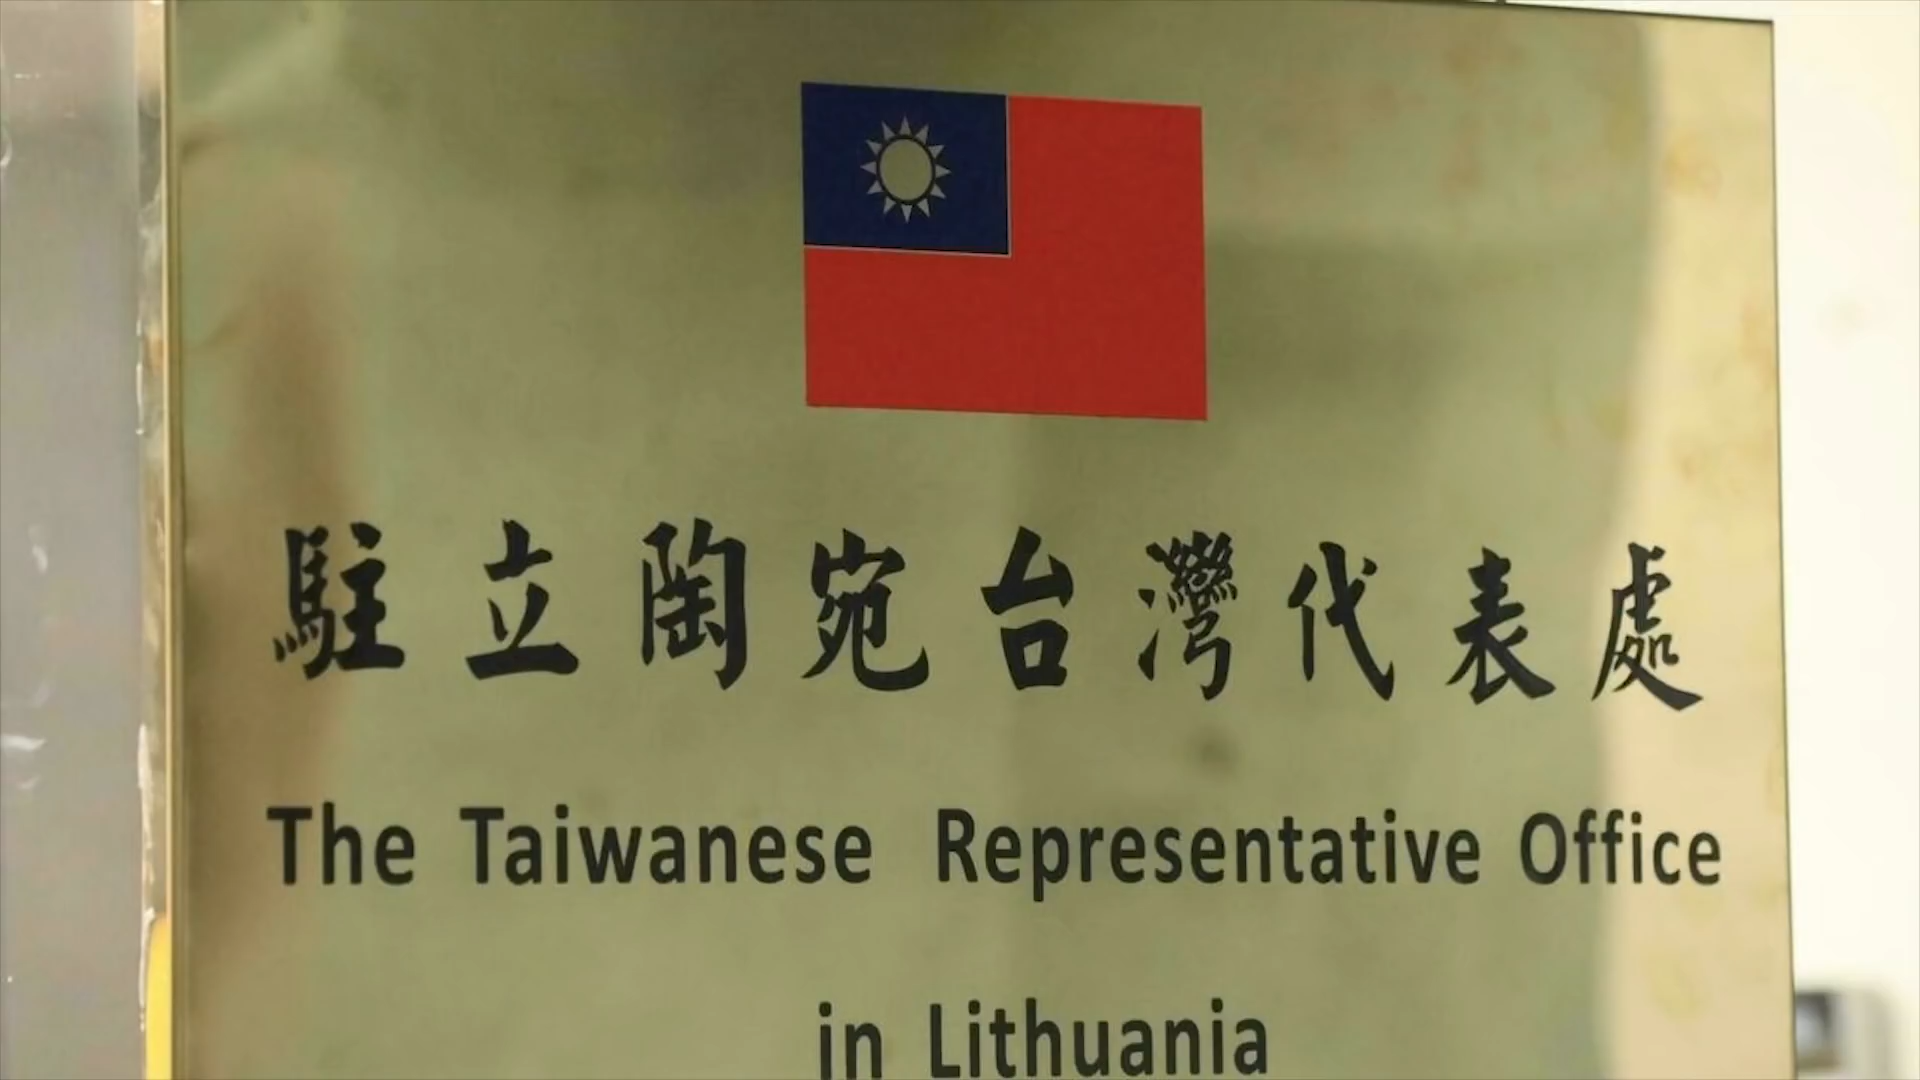 駐立陶宛台灣代表處
The Taiwanese Representative Office
in Lithuania